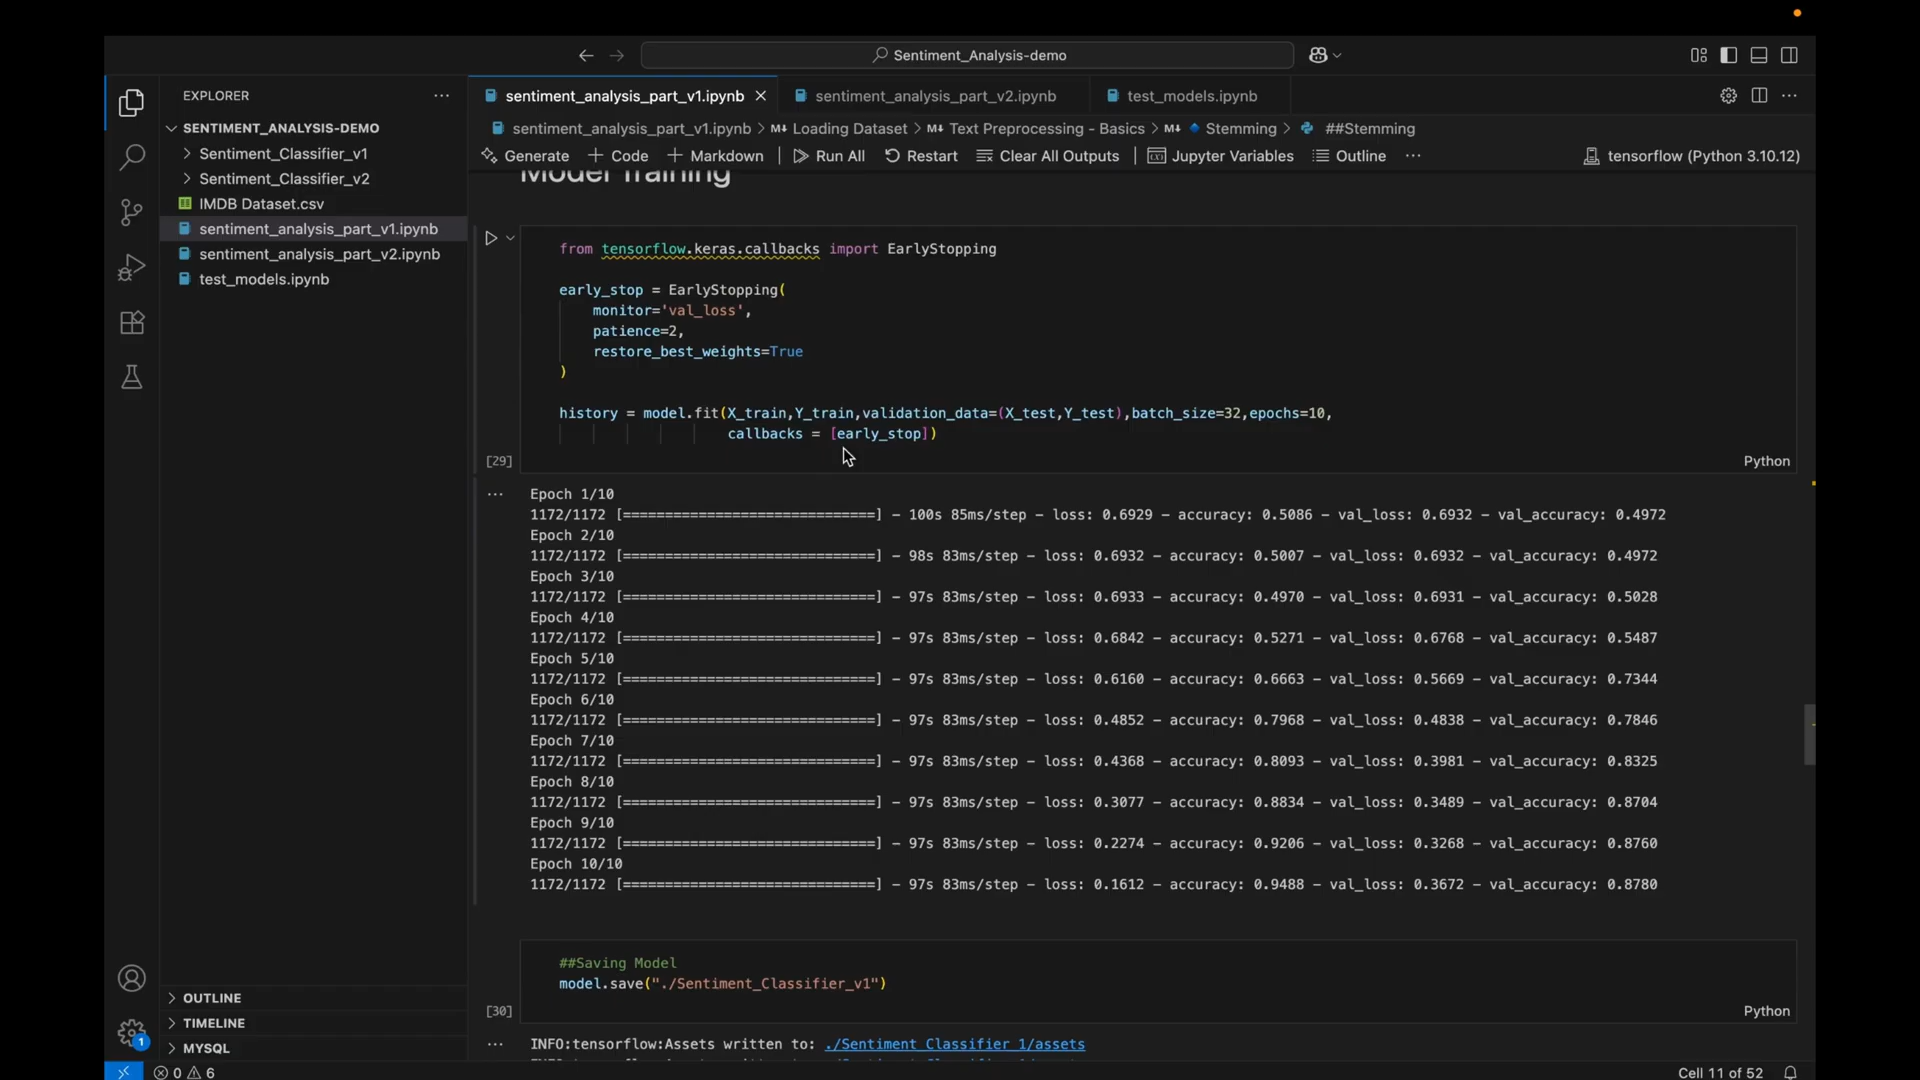 Sentiment_Analysis-demo
EXPLORER
SENTIMENT_ANALYSIS-DEMO
Sentiment_Classifier_v1
Sentiment_Classifier_v2
IMDB Dataset.csv
sentiment_analysis_part_v1.ipynb
sentiment_analysis_part_v2.ipynb
test_models.ipynb
OUTLINE
TIMELINE
MYSQL
1
0 6
sentiment_analysis_part_v1.ipynb sentiment_analysis_part_v2.ipynb test_models.ipynb
sentiment_analysis_part_v1.ipynb > Loading Dataset > Text Preprocessing - Basics > Stemming > ##Stemming
Generate + Code + Markdown Run All Restart Clear All Outputs Jupyter Variables Outline ... tensorflow (Python 3.10.12)
Model Training
from tensorflow.keras.callbacks import EarlyStopping
early_stop = EarlyStopping(
monitor='val_loss',
patience=2,
restore_best_weights=True
)
history = model.fit(X_train,Y_train,validation_data=(X_test,Y_test),batch_size=32,epochs=10,
callbacks = [early_stop])
[29] Python
Epoch 1/10
1172/1172 [==============================] - 100s 85ms/step - loss: 0.6929 - accuracy: 0.5086 - val_loss: 0.6932 - val_accuracy: 0.4972
Epoch 2/10
1172/1172 [==============================] - 98s 83ms/step - loss: 0.6932 - accuracy: 0.5007 - val_loss: 0.6932 - val_accuracy: 0.4972
Epoch 3/10
1172/1172 [==============================] - 97s 83ms/step - loss: 0.6933 - accuracy: 0.4970 - val_loss: 0.6931 - val_accuracy: 0.5028
Epoch 4/10
1172/1172 [==============================] - 97s 83ms/step - loss: 0.6842 - accuracy: 0.5271 - val_loss: 0.6768 - val_accuracy: 0.5487
Epoch 5/10
1172/1172 [==============================] - 97s 83ms/step - loss: 0.6160 - accuracy: 0.6663 - val_loss: 0.5669 - val_accuracy: 0.7344
Epoch 6/10
1172/1172 [==============================] - 97s 83ms/step - loss: 0.4852 - accuracy: 0.7968 - val_loss: 0.4838 - val_accuracy: 0.7846
Epoch 7/10
1172/1172 [==============================] - 97s 83ms/step - loss: 0.4368 - accuracy: 0.8093 - val_loss: 0.3981 - val_accuracy: 0.8325
Epoch 8/10
1172/1172 [==============================] - 97s 83ms/step - loss: 0.3077 - accuracy: 0.8834 - val_loss: 0.3489 - val_accuracy: 0.8704
Epoch 9/10
1172/1172 [==============================] - 97s 83ms/step - loss: 0.2274 - accuracy: 0.9206 - val_loss: 0.3268 - val_accuracy: 0.8760
Epoch 10/10
1172/1172 [==============================] - 97s 83ms/step - loss: 0.1612 - accuracy: 0.9488 - val_loss: 0.3672 - val_accuracy: 0.8780
##Saving Model
model.save("./Sentiment_Classifier_v1")
[30] Python
INFO:tensorflow:Assets written to: ./Sentiment_Classifier_1/assets
Cell 11 of 52